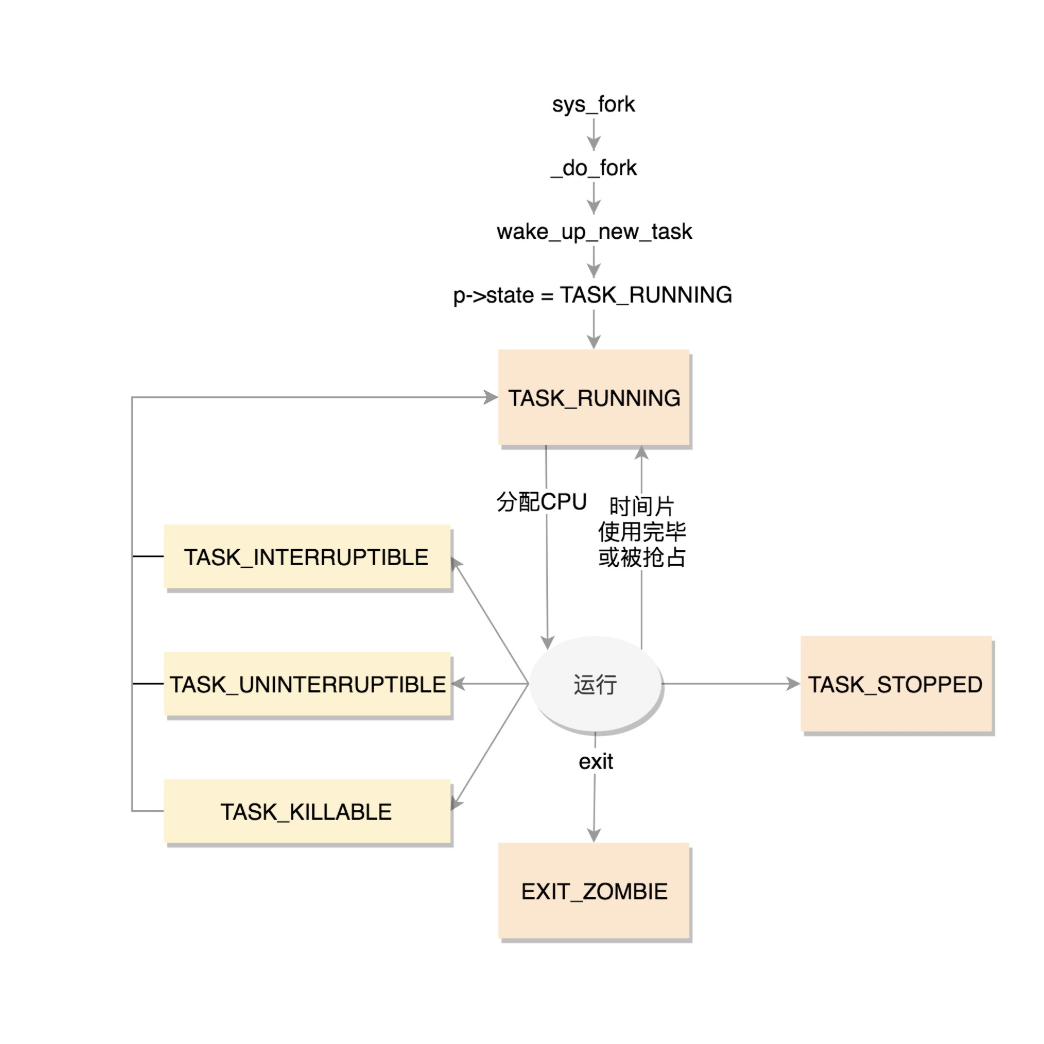 sys_fork
_do_fork
wake_up_new_task
p->state = TASK_RUNNING
TASK_RUNNING
分配CPU
时间片
使用完毕
或被抢占
TASK_INTERRUPTIBLE
TASK_UNINTERRUPTIBLE
运行
TASK_STOPPED
exit
TASK_KILLABLE
EXIT_ZOMBIE